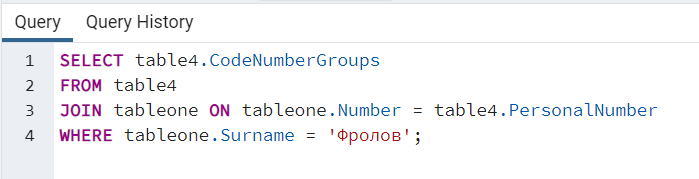 Query Query History
1 SELECT table4.CodeNumberGroups
2 FROM table4
3 JOIN tableone ON tableone.Number = table4.PersonalNumber
4 WHERE tableone.Surname = 'Фролов';